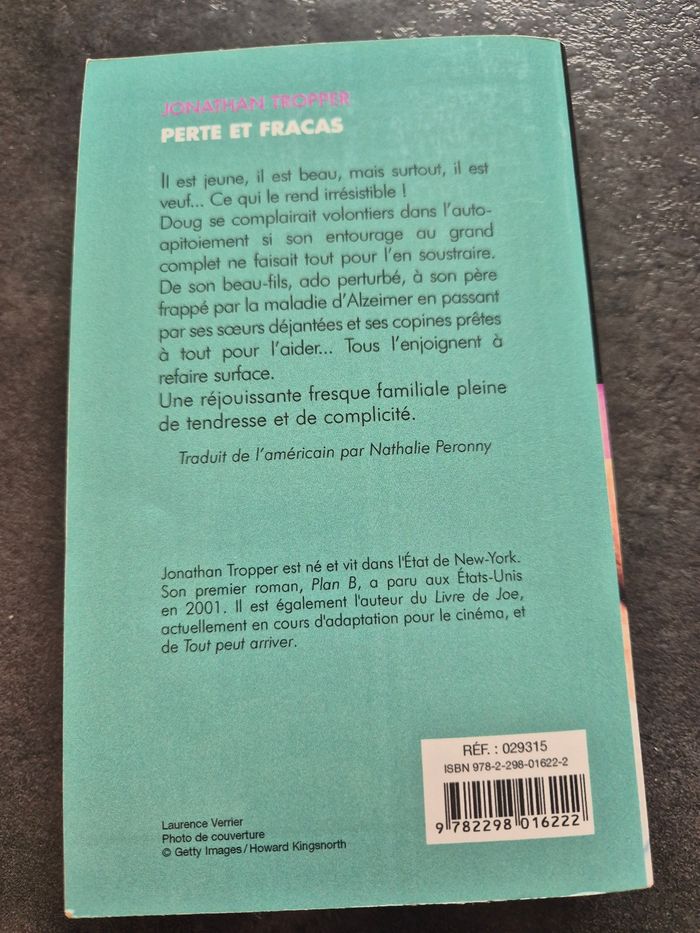 JONATHAN TROPPER
PERTE ET FRACAS
Il est jeune, il est beau, mais surtout, il est
veuf... Ce qui le rend irrésistible !
Doug se complairait volontiers dans l'auto-
apitoiement si son entourage au grand
complet ne faisait tout pour l'en soustraire.
De son beau-fils, ado perturbé, à son père
frappé par la maladie d'Alzeimer en passant
par ses sœurs déjantées et ses copines prêtes
à tout pour l'aider... Tous l'enjoignent à
refaire surface.
Une réjouissante fresque familiale pleine
de tendresse et de complicité.
Traduit de l'américain par Nathalie Peronny
Jonathan Tropper est né et vit dans l'État de New-York.
Son premier roman, Plan B, a paru aux États-Unis
en 2001. Il est également l'auteur du Livre de Joe,
actuellement en cours d'adaptation pour le cinéma, et
de Tout peut arriver.
RÉF. : 029315
ISBN 978-2-298-01622-2
9 782298 016222
Laurence Verrier
Photo de couverture
© Getty Images / Howard Kingsnorth